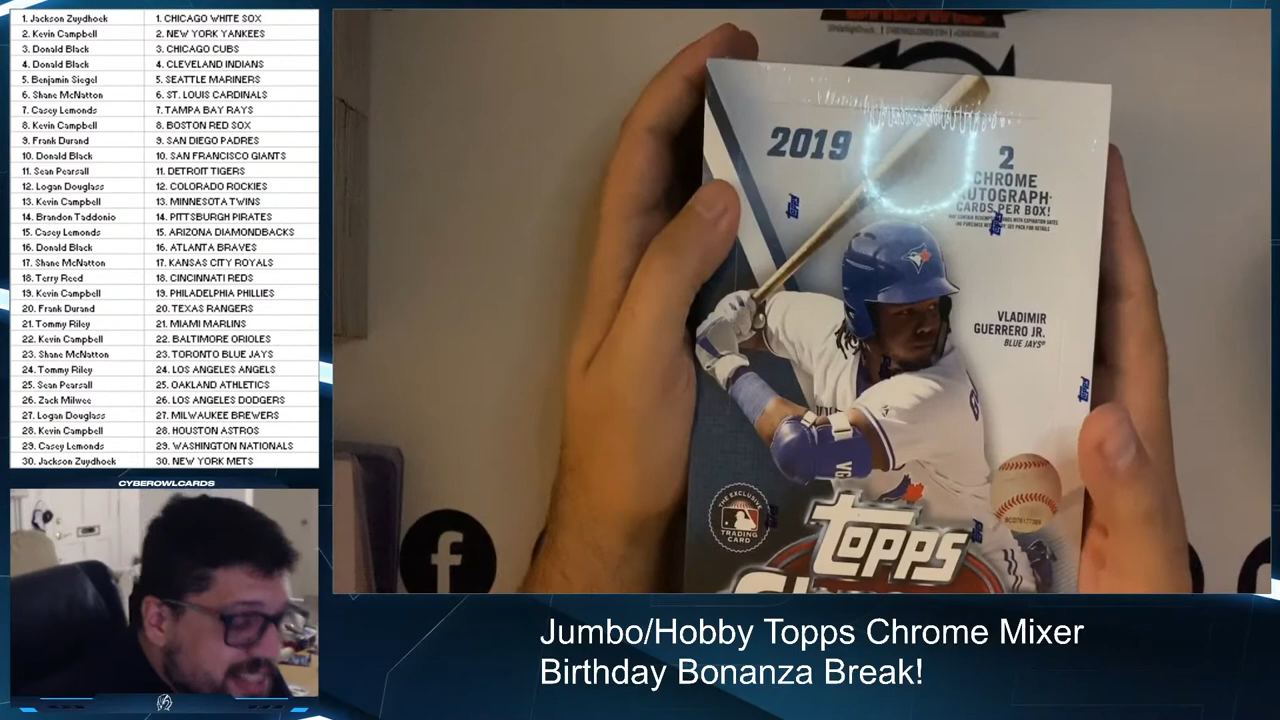 1. Jackson Zuydhoek 1. CHICAGO WHITE SOX
2. Kevin Campbell 2. NEW YORK YANKEES
3. Donald Black 3. CHICAGO CUBS
4. Donald Black 4. CLEVELAND INDIANS
5. Benjamin Siegel 5. SEATTLE MARINERS
6. Shane McNatton 6. ST. LOUIS CARDINALS
7. Casey Lemonds 7. TAMPA BAY RAYS
8. Kevin Campbell 8. BOSTON RED SOX
9. Frank Durand 9. SAN DIEGO PADRES
10. Donald Black 10. SAN FRANCISCO GIANTS
11. Sean Pearsall 11. DETROIT TIGERS
12. Logan Douglass 12. COLORADO ROCKIES
13. Kevin Campbell 13. MINNESOTA TWINS
14. Brandon Taddonio 14. PITTSBURGH PIRATES
15. Casey Lemonds 15. ARIZONA DIAMONDBACKS
16. Donald Black 16. ATLANTA BRAVES
17. Shane McNatton 17. KANSAS CITY ROYALS
18. Terry Reed 18. CINCINNATI REDS
19. Kevin Campbell 19. PHILADELPHIA PHILLIES
20. Frank Durand 20. TEXAS RANGERS
21. Tommy Riley 21. MIAMI MARLINS
22. Kevin Campbell 22. BALTIMORE ORIOLES
23. Shane McNatton 23. TORONTO BLUE JAYS
24. Tommy Riley 24. LOS ANGELES ANGELS
25. Sean Pearsall 25. OAKLAND ATHLETICS
26. Zack Milwee 26. LOS ANGELES DODGERS
27. Logan Douglass 27. MILWAUKEE BREWERS
28. Kevin Campbell 28. HOUSTON ASTROS
29. Casey Lemonds 29. WASHINGTON NATIONALS
30. Jackson Zuydhoek 30. NEW YORK METS
CYBEROWLCARDS
2019
2
CHROME
AUTOGRAPH
CARDS PER BOX!
VLADIMIR
GUERRERO JR.
BLUE JAYS
THE EXCLUSIVE
TRADING
CARD
VG
Topps
Topps
Topps
Topps
Jumbo/Hobby Topps Chrome Mixer
Birthday Bonanza Break!